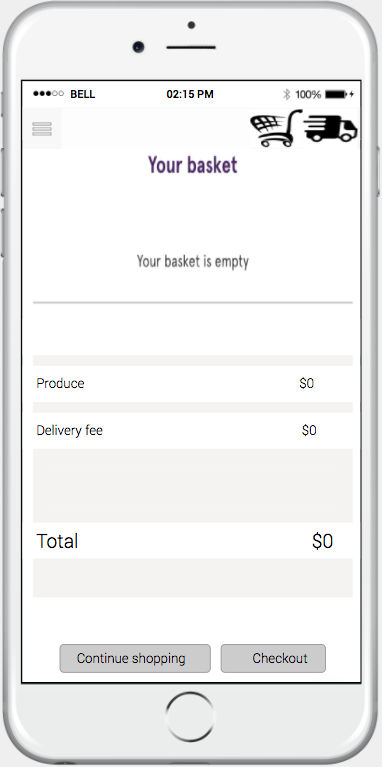 BELL 02:15 PM 100%
Your basket
Your basket is empty
Produce $0
Delivery fee $0
Total $0
Continue shopping Checkout